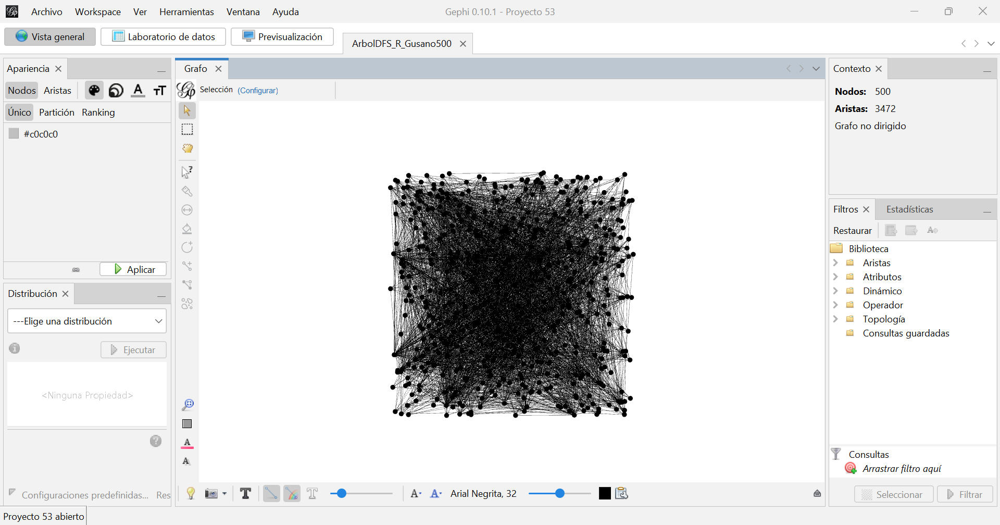 Archivo Workspace Ver Herramientas Ventana Ayuda
Gephi 0.10.1 - Proyecto 53
Vista general
Laboratorio de datos
Previsualización
ArbolDFS_R_Gusano500
Apariencia
Nodos Aristas
Único Partición Ranking
#c0c0c0
Aplicar
Distribución
---Elige una distribución
Ejecutar
<Ninguna Propiedad>
Configuraciones predefinidas... Res
Grafo
Selección (Configurar)
Arial Negrita, 32
Contexto
Nodos: 500
Aristas: 3472
Grafo no dirigido
Filtros
Estadísticas
Restaurar
Biblioteca
Aristas
Atributos
Dinámico
Operador
Topología
Consultas guardadas
Consultas
Arrastrar filtro aquí
Seleccionar
Filtrar
Proyecto 53 abierto